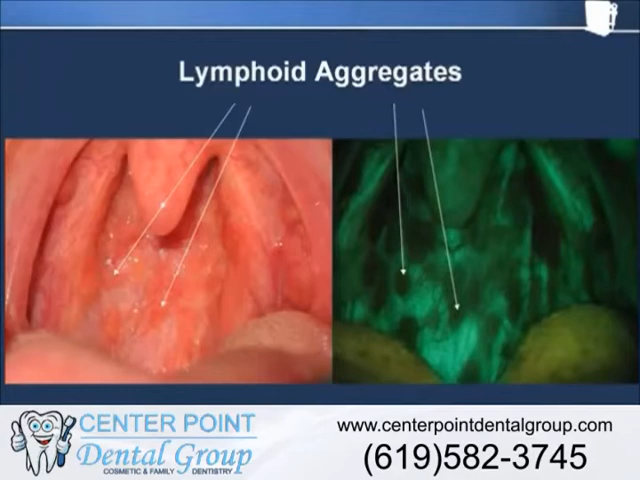 Lymphoid Aggregates
CENTER POINT
Dental Group
COSMETIC & FAMILY DENTISTRY
www.centerpointdentalgroup.com
(619)582-3745